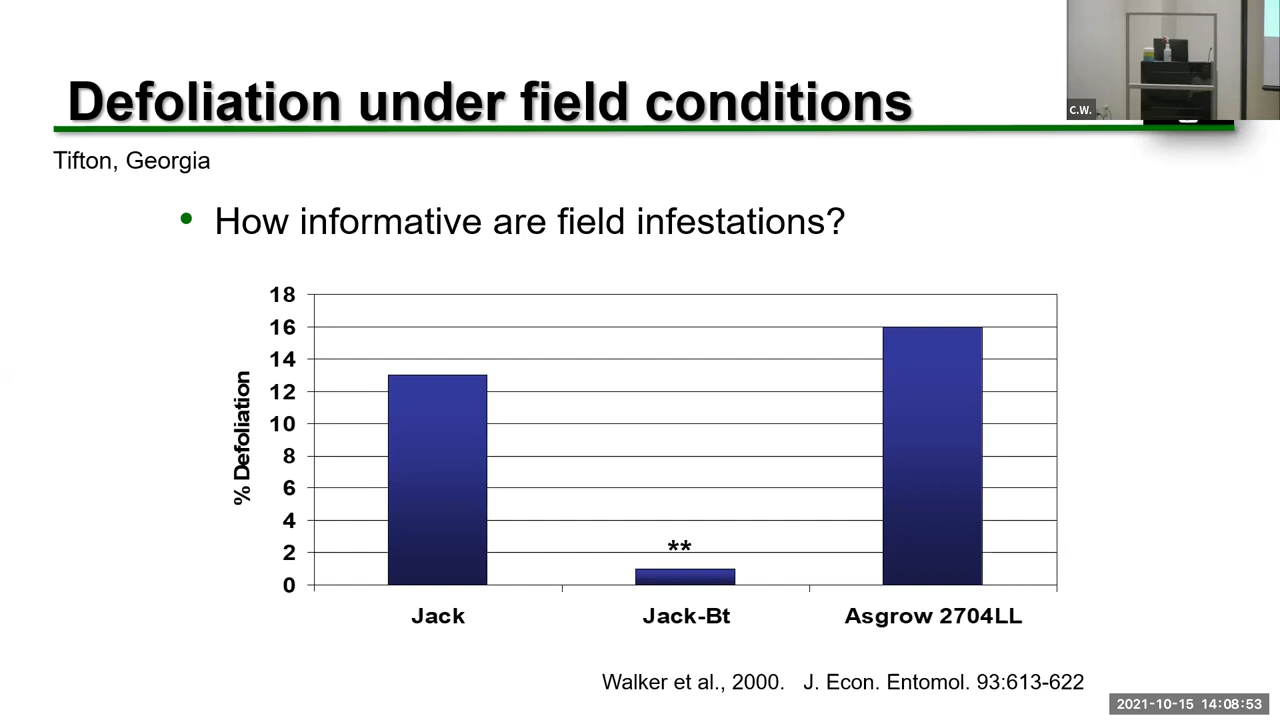 Defoliation under field conditions
C.W.
Tifton, Georgia
• How informative are field infestations?
18
16
14
12
10
8
6
4
2
0
% Defoliation
**
Jack
Jack-Bt
Asgrow 2704LL
Walker et al., 2000. J. Econ. Entomol. 93:613-622
2021-10-15 14:08:53